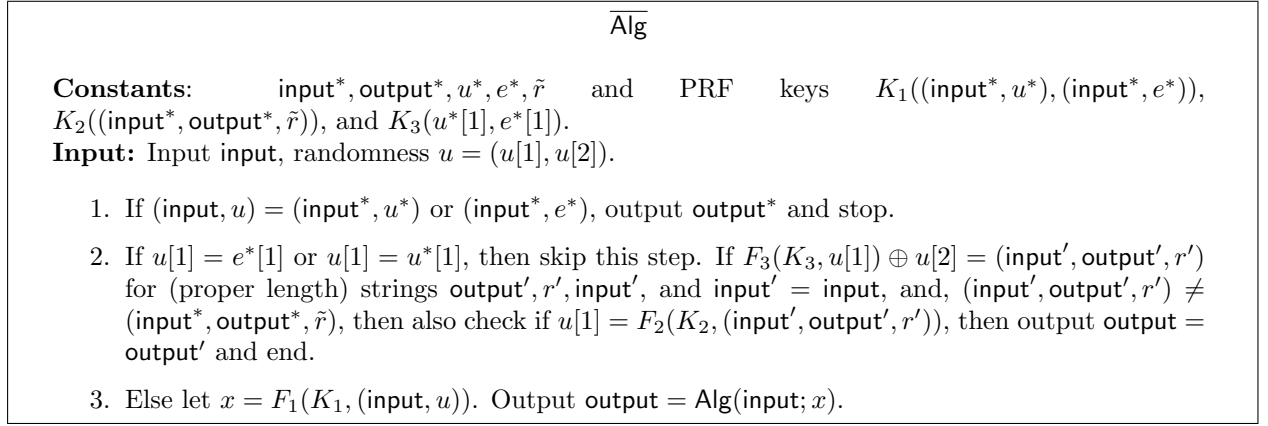 $\overline{\mathsf{Alg}}$
Constants: input*, output*, u*, e*, r̃ and PRF keys K₁((input*, u*), (input*, e*)),
K₂((input*, output*, r̃)), and K₃(u*[1], e*[1]).
Input: Input input, randomness u = (u[1], u[2]).
1. If (input, u) = (input*, u*) or (input*, e*), output output* and stop.
2. If u[1] = e*[1] or u[1] = u*[1], then skip this step. If F₃(K₃, u[1]) ⊕ u[2] = (input′, output′, r′)
for (proper length) strings output′, r′, input′, and input′ = input, and, (input′, output′, r′) ≠
(input*, output*, r̃), then also check if u[1] = F₂(K₂, (input′, output′, r′)), then output output =
output′ and end.
3. Else let x = F₁(K₁, (input, u)). Output output = Alg(input; x).